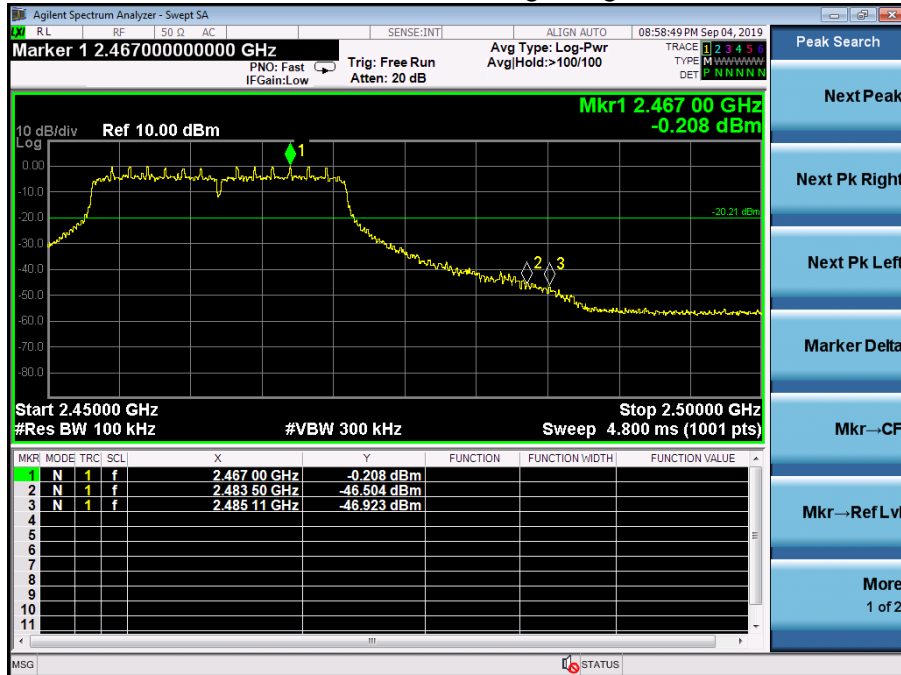 Agilent Spectrum Analyzer - Swept SA
LXI RL RF 50 Ω AC SENSE:INT ALIGN AUTO 08:58:49 PM Sep 04, 2019
Marker 1 2.467000000000 GHz
PNO: Fast
IFGain:Low
Trig: Free Run
Atten: 20 dB
Avg Type: Log-Pwr
Avg|Hold:>100/100
TRACE 1 2 3 4 5 6
TYPE M W W W W W
DET P N N N N N
Peak Search
Mkr1 2.467 00 GHz
-0.208 dBm
10 dB/div Ref 10.00 dBm
Log
1
0.00
-10.0
-20.0
-20.21 dBm
-30.0
-40.0
2 3
-50.0
-60.0
-70.0
-80.0
Start 2.45000 GHz Stop 2.50000 GHz
#Res BW 100 kHz #VBW 300 kHz Sweep 4.800 ms (1001 pts)
MKR MODE TRC SCL X Y FUNCTION FUNCTION WIDTH FUNCTION VALUE
1 N 1 f 2.467 00 GHz -0.208 dBm
2 N 1 f 2.483 50 GHz -46.504 dBm
3 N 1 f 2.485 11 GHz -46.923 dBm
4
5
6
7
8
9
10
11
MSG STATUS
Next Peak
Next Pk Right
Next Pk Left
Marker Delta
Mkr→CF
Mkr→Ref Lvl
More
1 of 2